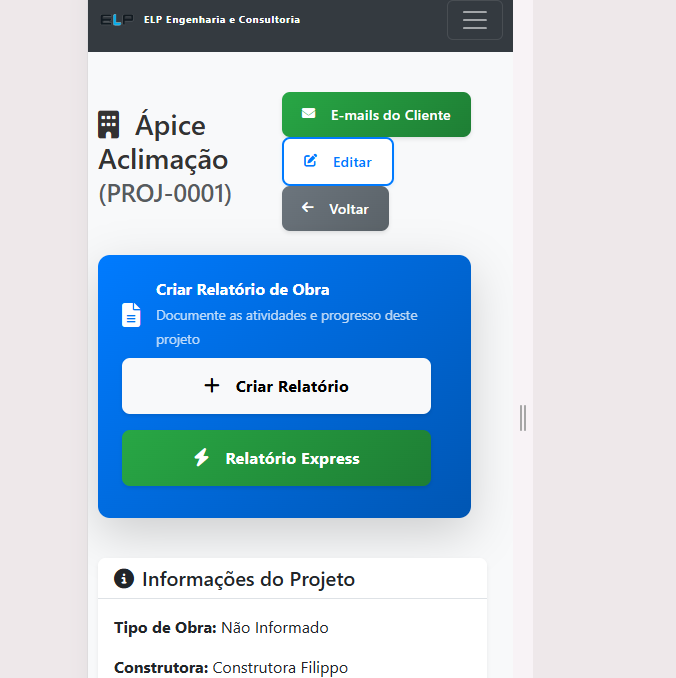 ELP ELP Engenharia e Consultoria
Ápice
Aclimação
(PROJ-0001)
E-mails do Cliente
Editar
Voltar
Criar Relatório de Obra
Documente as atividades e progresso deste
projeto
Criar Relatório
Relatório Express
Informações do Projeto
Tipo de Obra: Não Informado
Construtora: Construtora Filippo